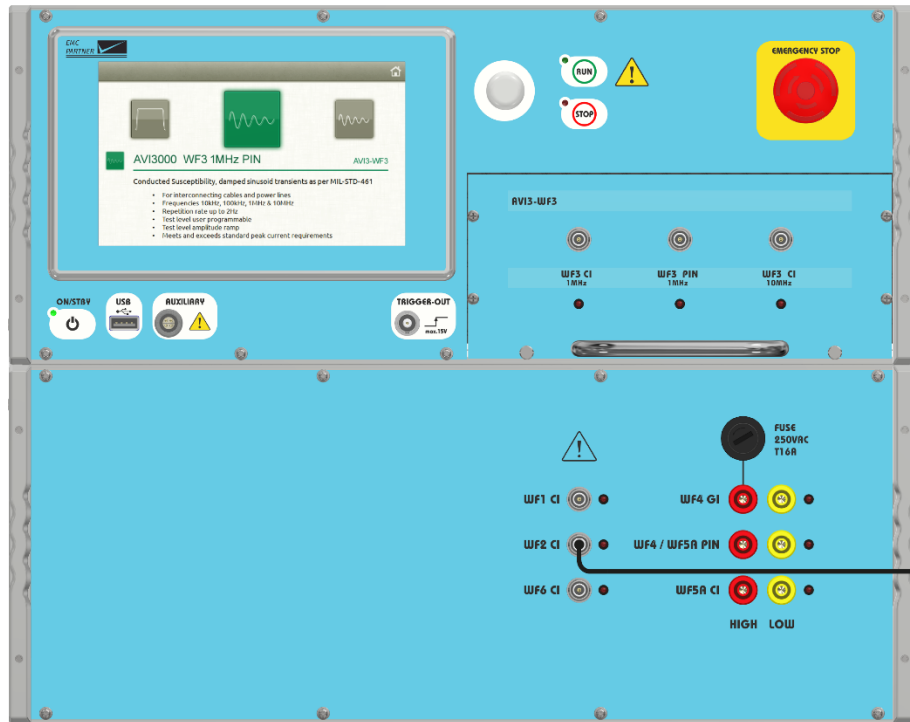 EMC
PARTNER
AVI3000 WF3 1MHz PIN
AVI3-WF3
Conducted Susceptibility, damped sinusoid transients as per MIL-STD-461
• For interconnecting cables and power lines
• Frequencies 10kHz, 100kHz, 1MHz & 10MHz
• Repetition rate up to 2Hz
• Test level user programmable
• Test level amplitude ramp
• Meets and exceeds standard peak current requirements
RUN
STOP
EMERGENCY STOP
AVI3-WF3
WF3 CI
1MHz
WF3 PIN
1MHz
WF3 CI
10MHz
ON/STBY
USB
AUXILIARY
TRIGGER-OUT
max.15V
FUSE
250VAC
T16A
WF1 CI
WF4 GI
WF2 CI
WF4 / WF5A PIN
WF6 CI
WF5A CI
HIGH LOW